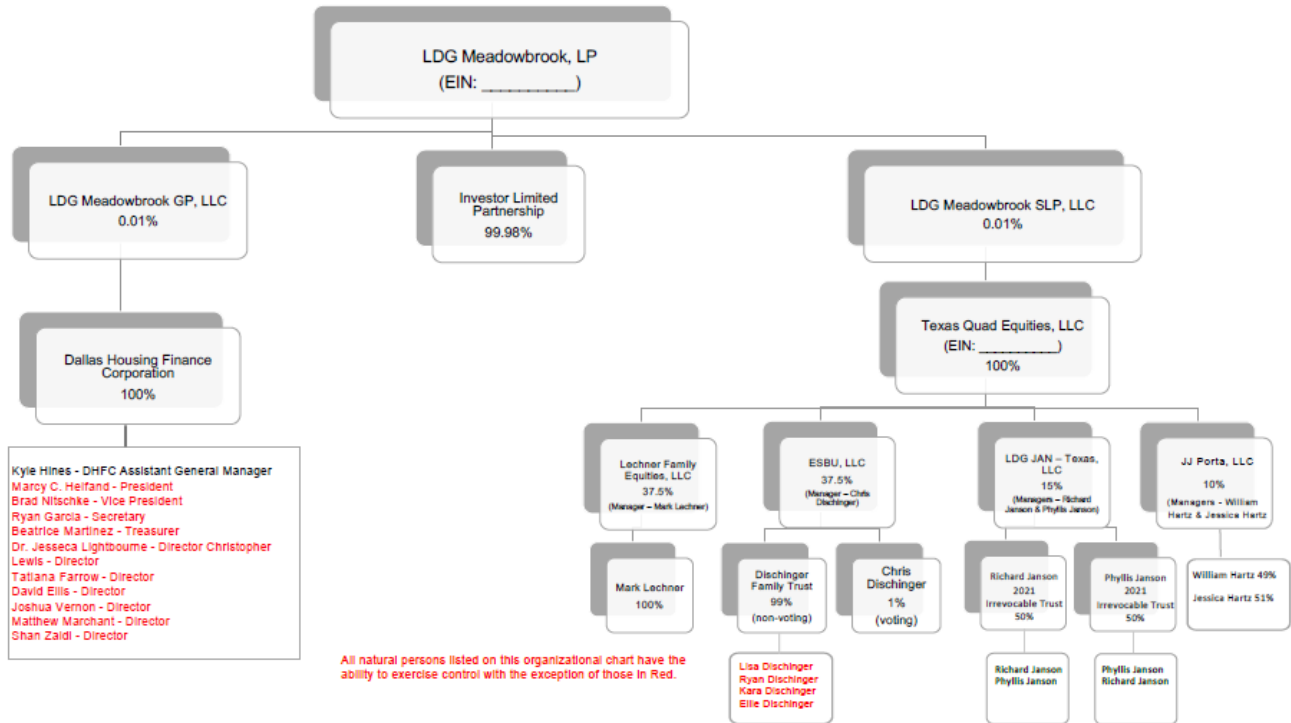 LDG Meadowbrook, LP
(EIN: __________)
LDG Meadowbrook GP, LLC
0.01%
Investor Limited
Partnership
99.98%
LDG Meadowbrook SLP, LLC
0.01%
Dallas Housing Finance
Corporation
100%
Texas Quad Equities, LLC
(EIN: __________)
100%
Kyle Hines - DHFC Assistant General Manager
Marcy C. Helfand - President
Brad Nitschke - Vice President
Ryan Garcia - Secretary
Beatrice Martinez - Treasurer
Dr. Jesseca Lightbourne - Director Christopher
Lewis - Director
Tatiana Farrow - Director
David Ellis - Director
Joshua Vernon - Director
Matthew Marchant - Director
Shan Zaidi - Director
Lechner Family
Equities, LLC
37.5%
(Manager – Mark Lechner)
ESBU, LLC
37.5%
(Manager – Chris
Dischinger)
LDG JAN – Texas,
LLC
15%
(Managers – Richard
Janson & Phyllis Janson)
JJ Porta, LLC
10%
(Managers - William
Hartz & Jessica Hartz
Mark Lechner
100%
Dischinger
Family Trust
99%
(non-voting)
Chris
Dischinger
1%
(voting)
Richard Janson
2021
Irrevocable Trust
50%
Phyllis Janson
2021
Irrevocable Trust
50%
William Hartz 49%
Jessica Hartz 51%
All natural persons listed on this organizational chart have the
ability to exercise control with the exception of those in Red.
Lisa Dischinger
Ryan Dischinger
Kara Dischinger
Ellie Dischinger
Richard Janson
Phyllis Janson
Phyllis Janson
Richard Janson